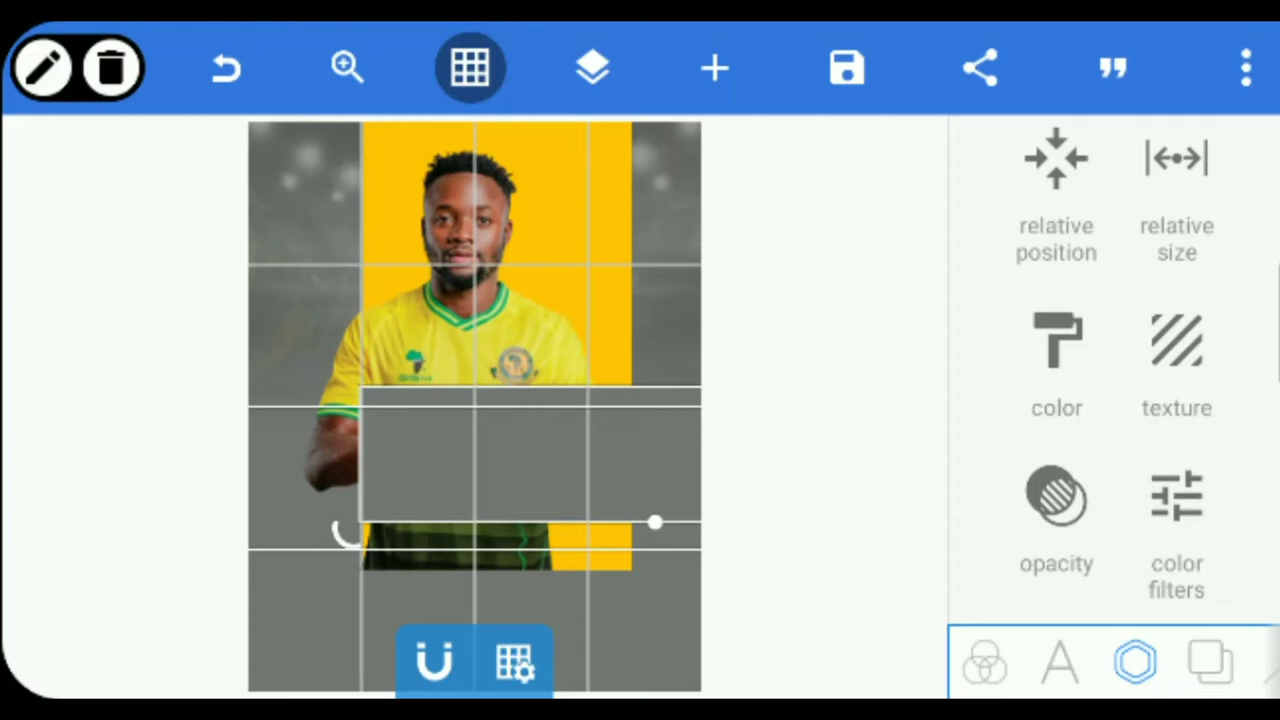 relative
position
relative
size
color
texture
opacity
color
filters